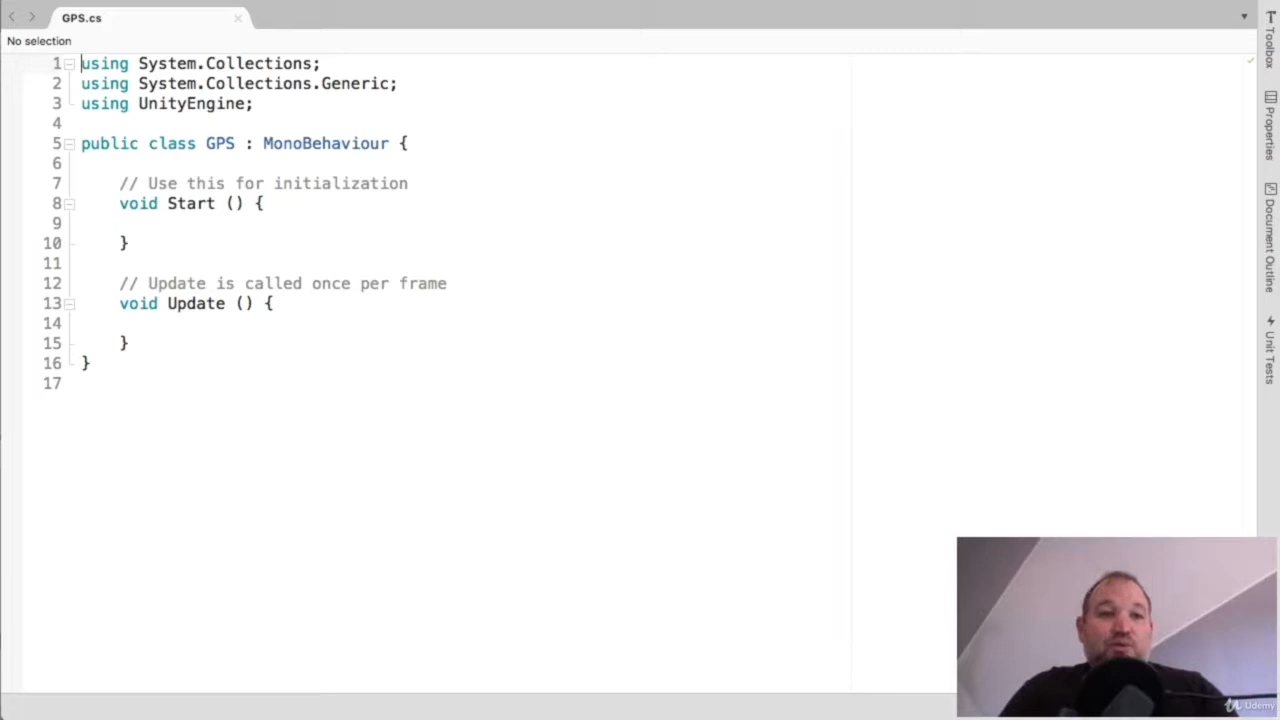 GPS.cs
No selection
1 using System.Collections;
2 using System.Collections.Generic;
3 using UnityEngine;
4
5 public class GPS : MonoBehaviour {
6
7 // Use this for initialization
8 void Start () {
9
10 }
11
12 // Update is called once per frame
13 void Update () {
14
15 }
16 }
17
Toolbox
Properties
Document Outline
Unit Tests
Udemy